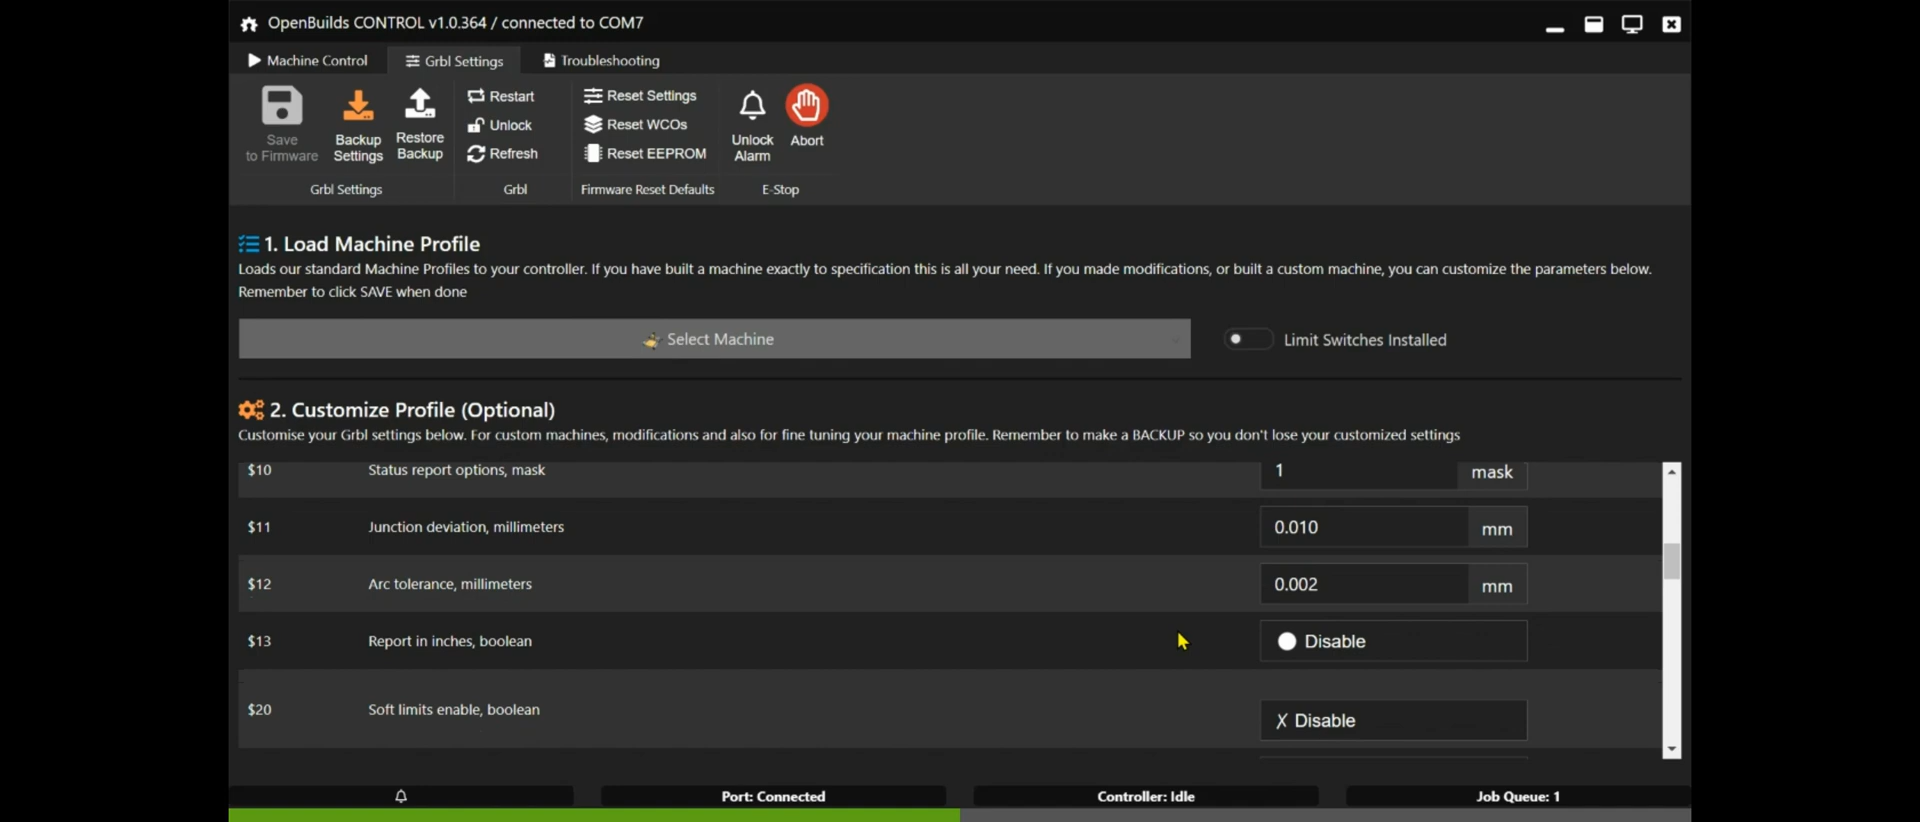 OpenBuilds CONTROL v1.0.364 / connected to COM7
Machine Control
Grbl Settings
Troubleshooting
Save
to Firmware
Backup
Settings
Restore
Backup
Grbl Settings
Restart
Unlock
Refresh
Grbl
Reset Settings
Reset WCOs
Reset EEPROM
Firmware Reset Defaults
Unlock
Alarm
Abort
E-Stop
1. Load Machine Profile
Loads our standard Machine Profiles to your controller. If you have built a machine exactly to specification this is all your need. If you made modifications, or built a custom machine, you can customize the parameters below.
Remember to click SAVE when done
Select Machine
Limit Switches Installed
2. Customize Profile (Optional)
Customise your Grbl settings below. For custom machines, modifications and also for fine tuning your machine profile. Remember to make a BACKUP so you don't lose your customized settings
$10 Status report options, mask 1 mask
$11 Junction deviation, millimeters 0.010 mm
$12 Arc tolerance, millimeters 0.002 mm
$13 Report in inches, boolean Disable
$20 Soft limits enable, boolean ✗ Disable
Port: Connected
Controller: Idle
Job Queue: 1